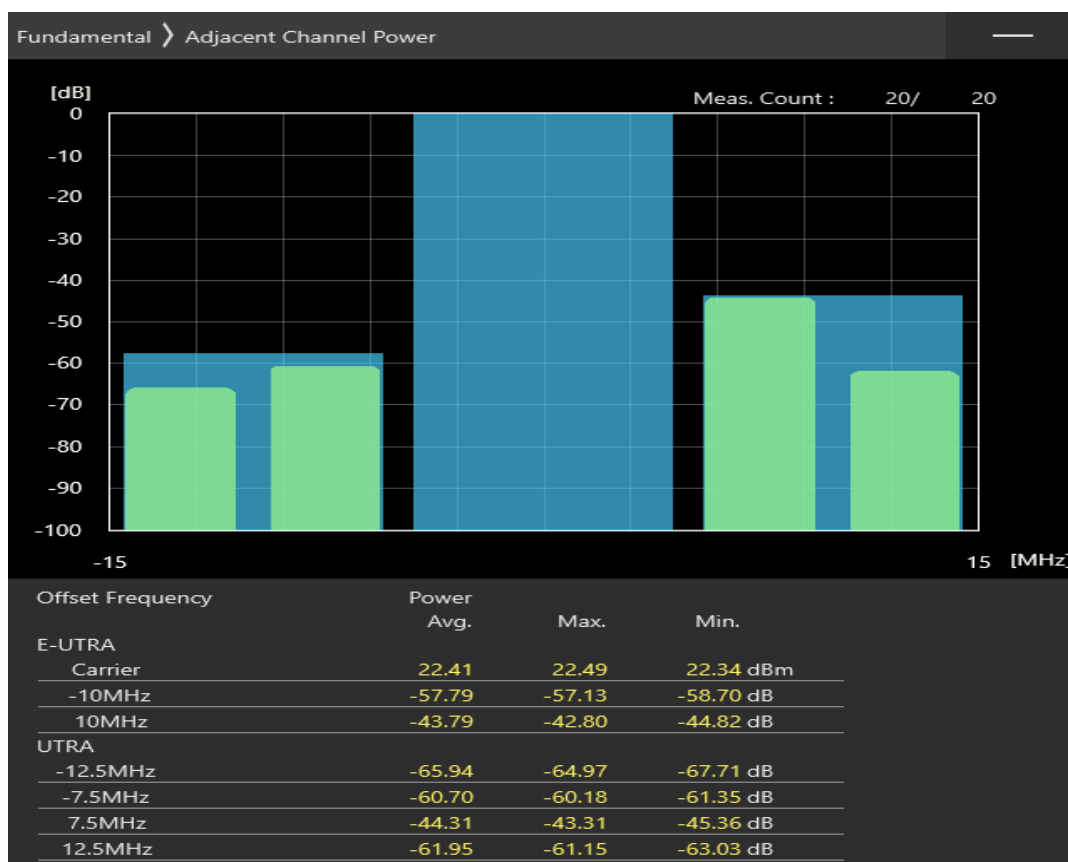 Fundamental ❯ Adjacent Channel Power
[dB]
Meas. Count : 20/ 20
0
-10
-20
-30
-40
-50
-60
-70
-80
-90
-100
-15 15 [MHz]
Offset Frequency Power
Avg. Max. Min.
E-UTRA
Carrier 22.41 22.49 22.34 dBm
-10MHz -57.79 -57.13 -58.70 dB
10MHz -43.79 -42.80 -44.82 dB
UTRA
-12.5MHz -65.94 -64.97 -67.71 dB
-7.5MHz -60.70 -60.18 -61.35 dB
7.5MHz -44.31 -43.31 -45.36 dB
12.5MHz -61.95 -61.15 -63.03 dB